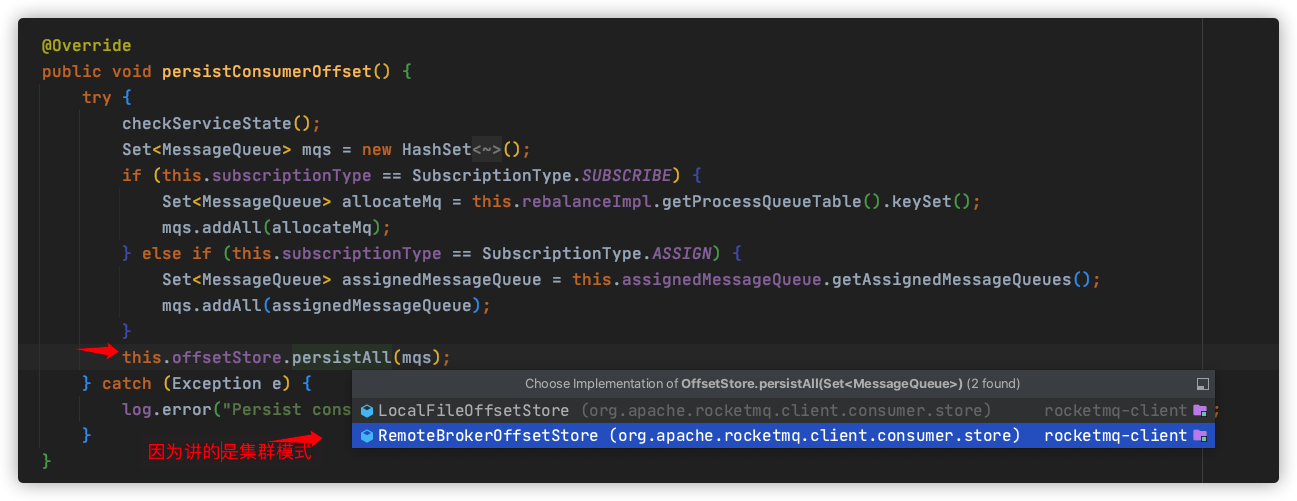 @Override
public void persistConsumerOffset() {
try {
checkServiceState();
Set<MessageQueue> mqs = new HashSet<~>();
if (this.subscriptionType == SubscriptionType.SUBSCRIBE) {
Set<MessageQueue> allocateMq = this.rebalanceImpl.getProcessQueueTable().keySet();
mqs.addAll(allocateMq);
} else if (this.subscriptionType == SubscriptionType.ASSIGN) {
Set<MessageQueue> assignedMessageQueue = this.assignedMessageQueue.getAssignedMessageQueues();
mqs.addAll(assignedMessageQueue);
}
this.offsetStore.persistAll(mqs);
} catch (Exception e) {
Choose Implementation of OffsetStore.persistAll(Set<MessageQueue>) (2 found)
log.error("Persist cons
;
LocalFileOffsetStore (org.apache.rocketmq.client.consumer.store) rocketmq-client
RemoteBrokerOffsetStore (org.apache.rocketmq.client.consumer.store) rocketmq-client
}
因为讲的是集群模式
}